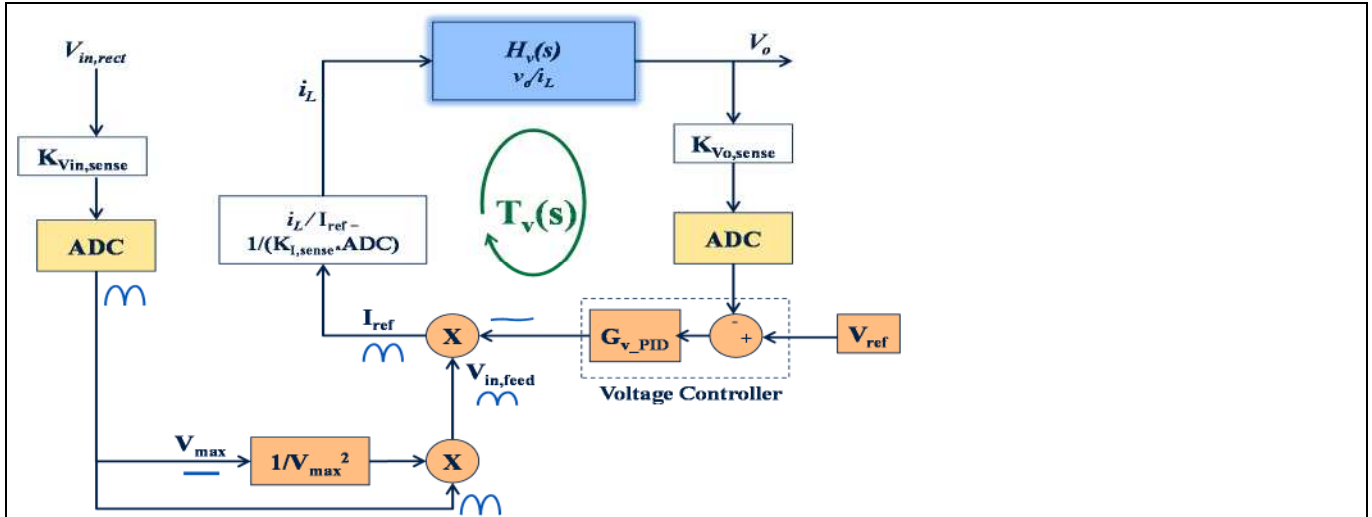 V_in,rect
K_Vin,sense
ADC
i_L
H_v(s)
v_o/i_L
V_o
K_Vo,sense
ADC
T_v(s)
i_L / I_ref –
1/(K_I,sense*ADC)
I_ref
X
G_v_PID
-
+
V_ref
Voltage Controller
V_in,feed
V_max
1/V_max^2
X